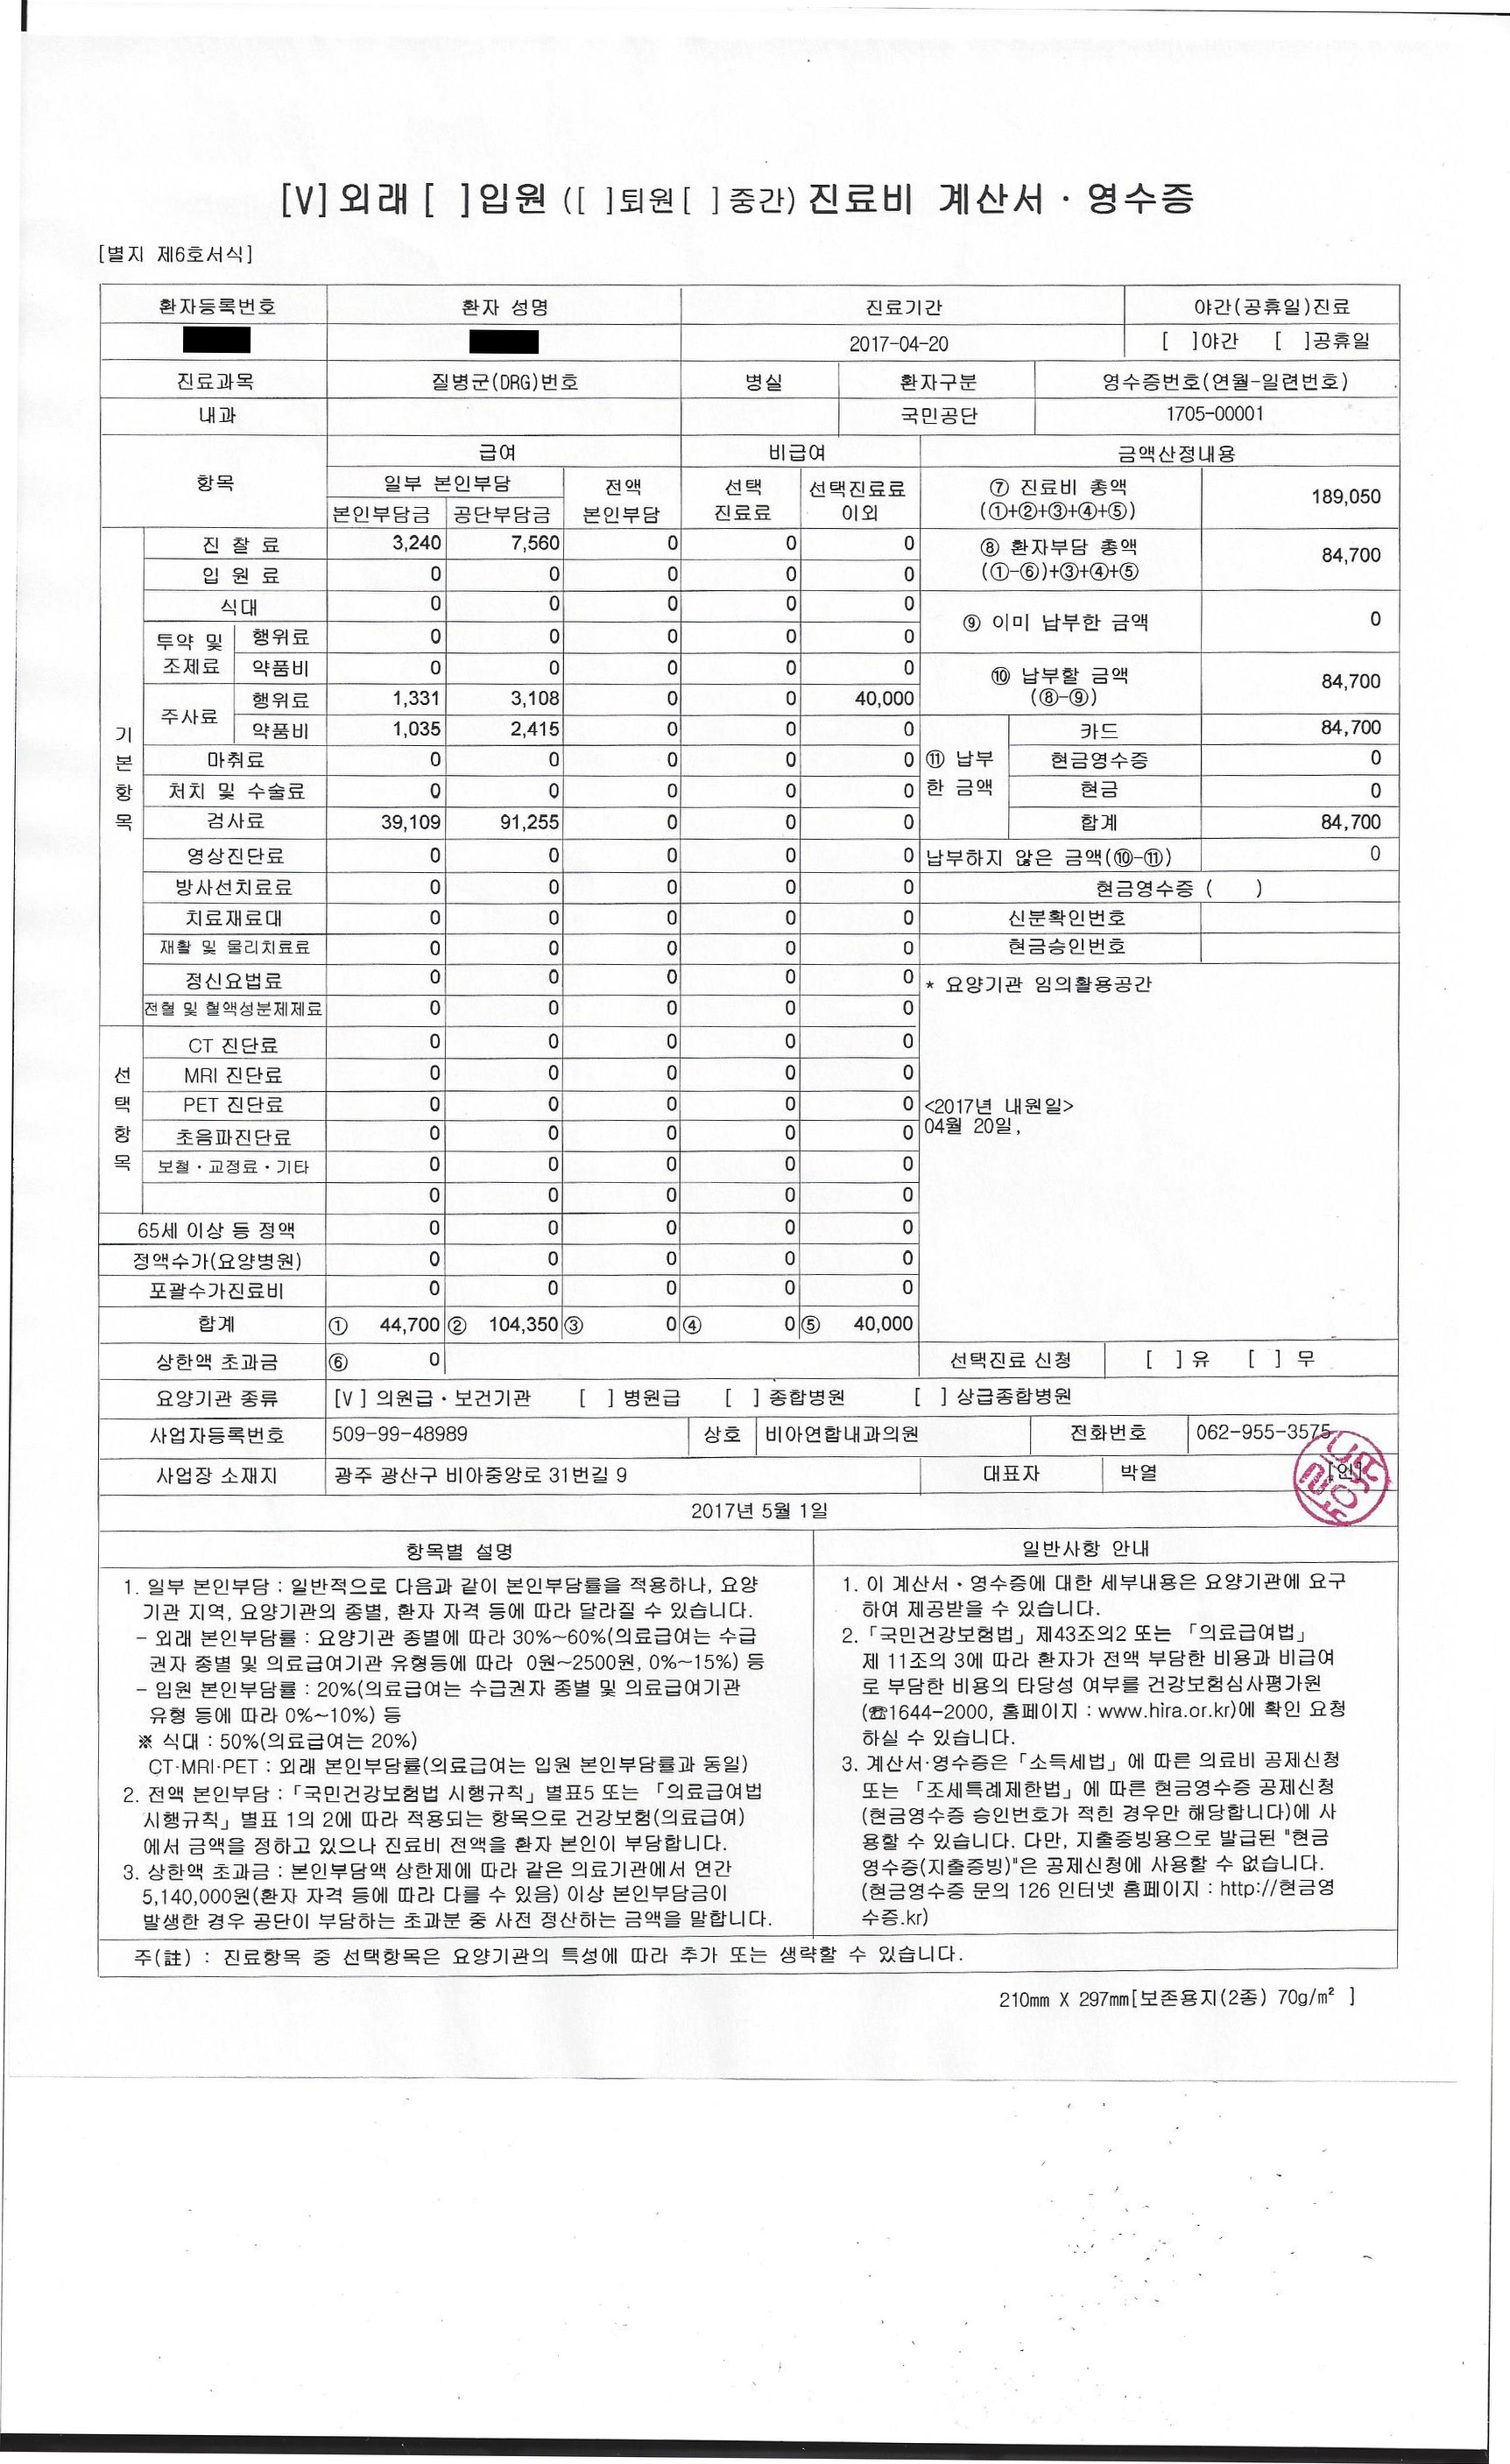 [V]외래 [ ]입원 ([ ]퇴원[ ]중간) 진료비 계산서 · 영수증
[별지 제6호서식]
환자등록번호 환자 성명 진료기간 야간(공휴일)진료
2017-04-20 [ ]야간 [ ]공휴일
진료과목 질병군(DRG)번호 병실 환자구분 영수증번호(연월-일련번호)
내과 국민공단 1705-00001
항목 급여 비급여 금액산정내용
일부 본인부담 전액 본인부담 선택 진료료 선택진료료 이외 ⑦ 진료비 총액 (①+②+③+④+⑤) 189,050
본인부담금 공단부담금
기본항목
진 찰 료 3,240 7,560 0 0 0 ⑧ 환자부담 총액 (①-⑥)+③+④+⑤ 84,700
입 원 료 0 0 0 0 0
식대 0 0 0 0 0 ⑨ 이미 납부한 금액 0
투약 및 조제료 행위료 0 0 0 0 0
약품비 0 0 0 0 0 ⑩ 납부할 금액 (⑧-⑨) 84,700
주사료 행위료 1,331 3,108 0 0 40,000
약품비 1,035 2,415 0 0 0 ⑪ 납부한 금액 카드 84,700
마취료 0 0 0 0 0 현금영수증 0
처치 및 수술료 0 0 0 0 0 현금 0
검사료 39,109 91,255 0 0 0 합계 84,700
영상진단료 0 0 0 0 0 납부하지 않은 금액(⑩-⑪) 0
방사선치료료 0 0 0 0 0 현금영수증 ( )
치료재료대 0 0 0 0 0 신분확인번호
재활 및 물리치료료 0 0 0 0 0 현금승인번호
정신요법료 0 0 0 0 0 * 요양기관 임의활용공간
전혈 및 혈액성분제제료 0 0 0 0 0
선택항목
CT 진단료 0 0 0 0 0
MRI 진단료 0 0 0 0 0
PET 진단료 0 0 0 0 0 <2017년 내원일>
초음파진단료 0 0 0 0 0 04월 20일,
보철·교정료·기타 0 0 0 0 0
0 0 0 0 0
65세 이상 등 정액 0 0 0 0 0
정액수가(요양병원) 0 0 0 0 0
포괄수가진료비 0 0 0 0 0
합계 ① 44,700 ② 104,350 ③ 0 ④ 0 ⑤ 40,000
상한액 초과금 ⑥ 0 선택진료 신청 [ ]유 [ ]무
요양기관 종류 [V ] 의원급·보건기관 [ ] 병원급 [ ] 종합병원 [ ] 상급종합병원
사업자등록번호 509-99-48989 상호 비아연합내과의원 전화번호 062-955-3575
사업장 소재지 광주 광산구 비아중앙로 31번길 9 대표자 박열 [인]
2017년 5월 1일
항목별 설명
1. 일부 본인부담 : 일반적으로 다음과 같이 본인부담률을 적용하나, 요양
기관 지역, 요양기관의 종별, 환자 자격 등에 따라 달라질 수 있습니다.
- 외래 본인부담률 : 요양기관 종별에 따라 30%~60%(의료급여는 수급
권자 종별 및 의료급여기관 유형등에 따라 0원~2500원, 0%~15%) 등
- 입원 본인부담률 : 20%(의료급여는 수급권자 종별 및 의료급여기관
유형 등에 따라 0%~10%) 등
※ 식대 : 50%(의료급여는 20%)
CT·MRI·PET : 외래 본인부담률(의료급여는 입원 본인부담률과 동일)
2. 전액 본인부담 : 「국민건강보험법 시행규칙」 별표5 또는 「의료급여법
시행규칙」 별표 1의 2에 따라 적용되는 항목으로 건강보험(의료급여)
에서 금액을 정하고 있으나 진료비 전액을 환자 본인이 부담합니다.
3. 상한액 초과금 : 본인부담액 상한제에 따라 같은 의료기관에서 연간
5,140,000원(환자 자격 등에 따라 다를 수 있음) 이상 본인부담금이
발생한 경우 공단이 부담하는 초과분 중 사전 정산하는 금액을 말합니다.
일반사항 안내
1. 이 계산서·영수증에 대한 세부내용은 요양기관에 요구
하여 제공받을 수 있습니다.
2. 「국민건강보험법」 제43조의2 또는 「의료급여법」
제 11조의 3에 따라 환자가 전액 부담한 비용과 비급여
로 부담한 비용의 타당성 여부를 건강보험심사평가원
(☎1644-2000, 홈페이지 : www.hira.or.kr)에 확인 요청
하실 수 있습니다.
3. 계산서·영수증은 「소득세법」에 따른 의료비 공제신청
또는 「조세특례제한법」에 따른 현금영수증 공제신청
(현금영수증 승인번호가 적힌 경우만 해당합니다)에 사
용할 수 있습니다. 다만, 지출증빙용으로 발급된 "현금
영수증(지출증빙)"은 공제신청에 사용할 수 없습니다.
(현금영수증 문의 126 인터넷 홈페이지 : http://현금영
수증.kr)
주(註) : 진료항목 중 선택항목은 요양기관의 특성에 따라 추가 또는 생략할 수 있습니다.
210mm X 297mm[보존용지(2종) 70g/m² ]